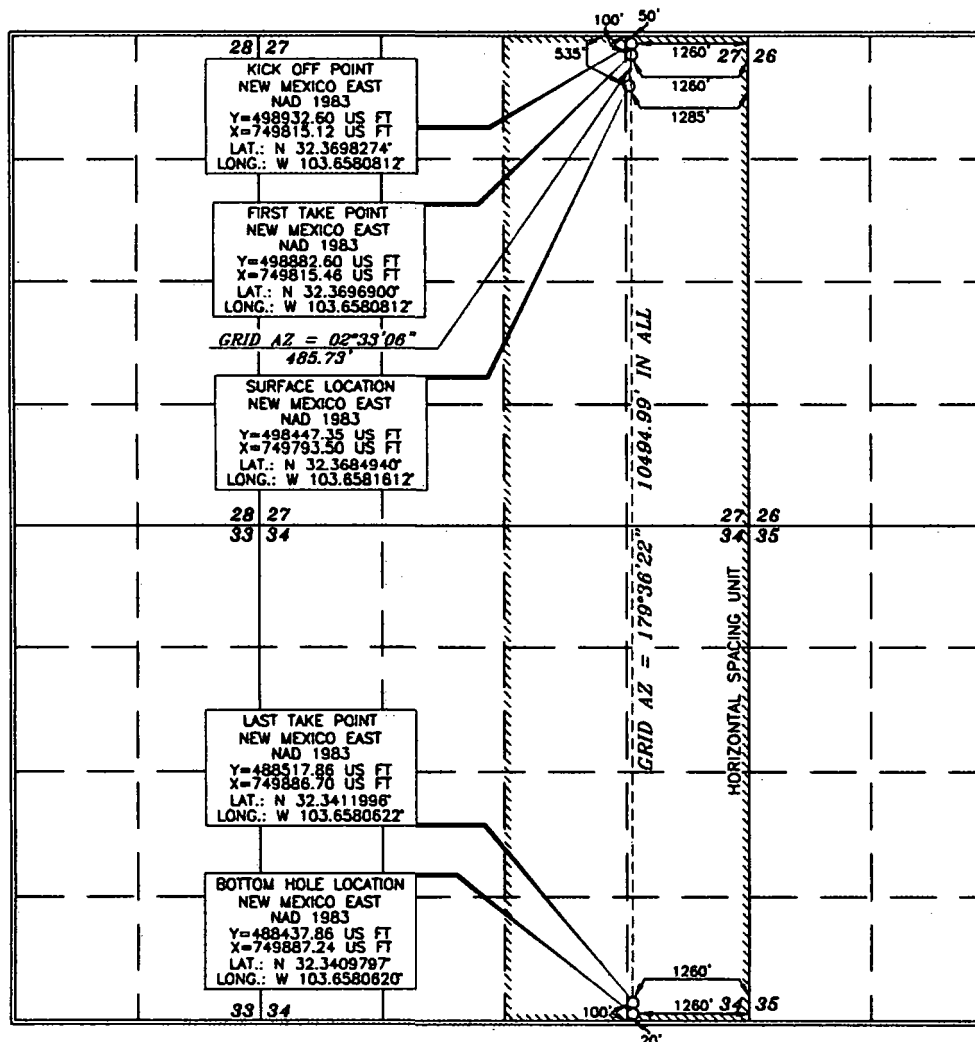 100' 50'
28 27
535'
1260'
27 26
KICK OFF POINT
NEW MEXICO EAST
NAD 1983
Y=498932.60 US FT
X=749815.12 US FT
LAT.: N 32.3698274°
LONG.: W 103.6580812°
1260'
1285'
FIRST TAKE POINT
NEW MEXICO EAST
NAD 1983
Y=498882.60 US FT
X=749815.46 US FT
LAT.: N 32.3696900°
LONG.: W 103.6580812°
GRID AZ = 02°33'06"
485.73'
SURFACE LOCATION
NEW MEXICO EAST
NAD 1983
Y=498447.35 US FT
X=749793.50 US FT
LAT.: N 32.3684940°
LONG.: W 103.6581612°
10494.99' IN ALL
28 27
33 34
27 26
34 35
GRID AZ = 179°36'22"
HORIZONTAL SPACING UNIT
LAST TAKE POINT
NEW MEXICO EAST
NAD 1983
Y=488517.86 US FT
X=749886.70 US FT
LAT.: N 32.3411996°
LONG.: W 103.6580622°
BOTTOM HOLE LOCATION
NEW MEXICO EAST
NAD 1983
Y=488437.86 US FT
X=749887.24 US FT
LAT.: N 32.3409797°
LONG.: W 103.6580620°
1260'
33 34
100'
1260'
34 35
20'